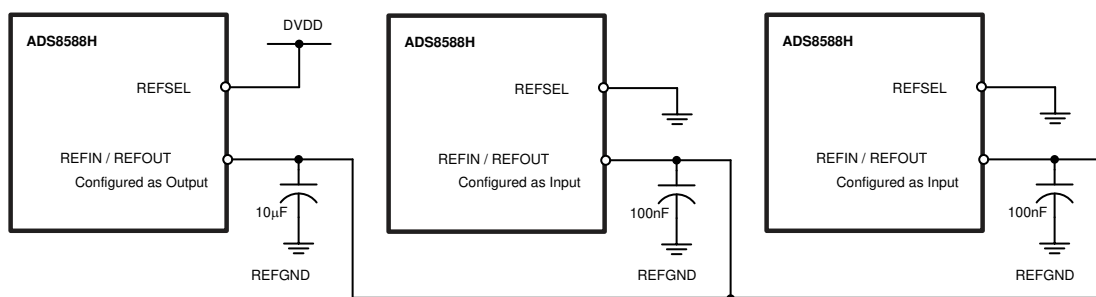 DVDD
ADS8588H
REFSEL
REFIN / REFOUT
Configured as Output
10μF
REFGND
ADS8588H
REFSEL
REFIN / REFOUT
Configured as Input
100nF
REFGND
ADS8588H
REFSEL
REFIN / REFOUT
Configured as Input
100nF
REFGND